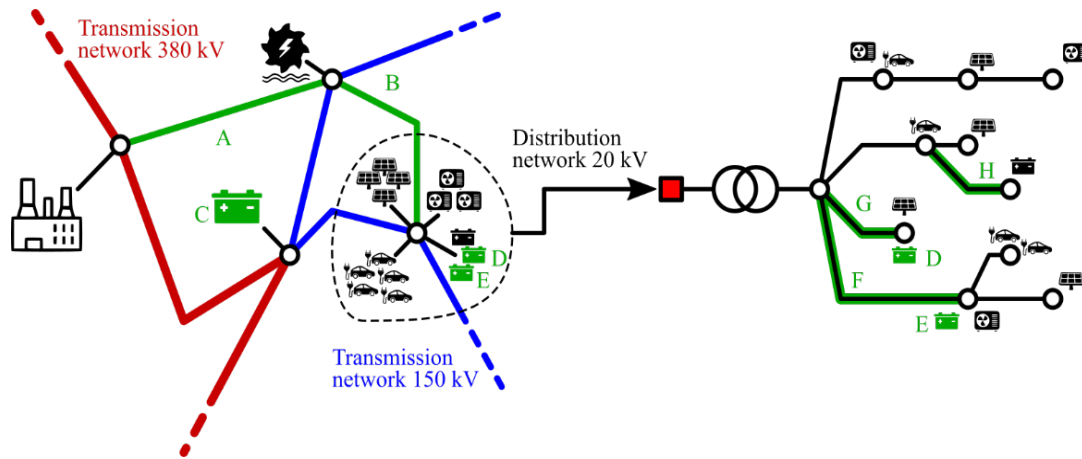 Transmission
network 380 kV
A
B
C
D
E
Transmission
network 150 kV
Distribution
network 20 kV
H
G
D
F
E